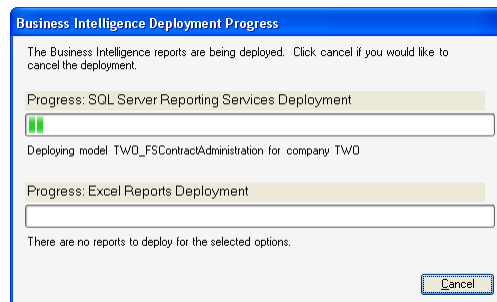 Business Intelligence Deployment Progress
The Business Intelligence reports are being deployed. Click cancel if you would like to
cancel the deployment.
Progress: SQL Server Reporting Services Deployment
Deploying model TWO_FSContractAdministration for company TWO
Progress: Excel Reports Deployment
There are no reports to deploy for the selected options.
Cancel